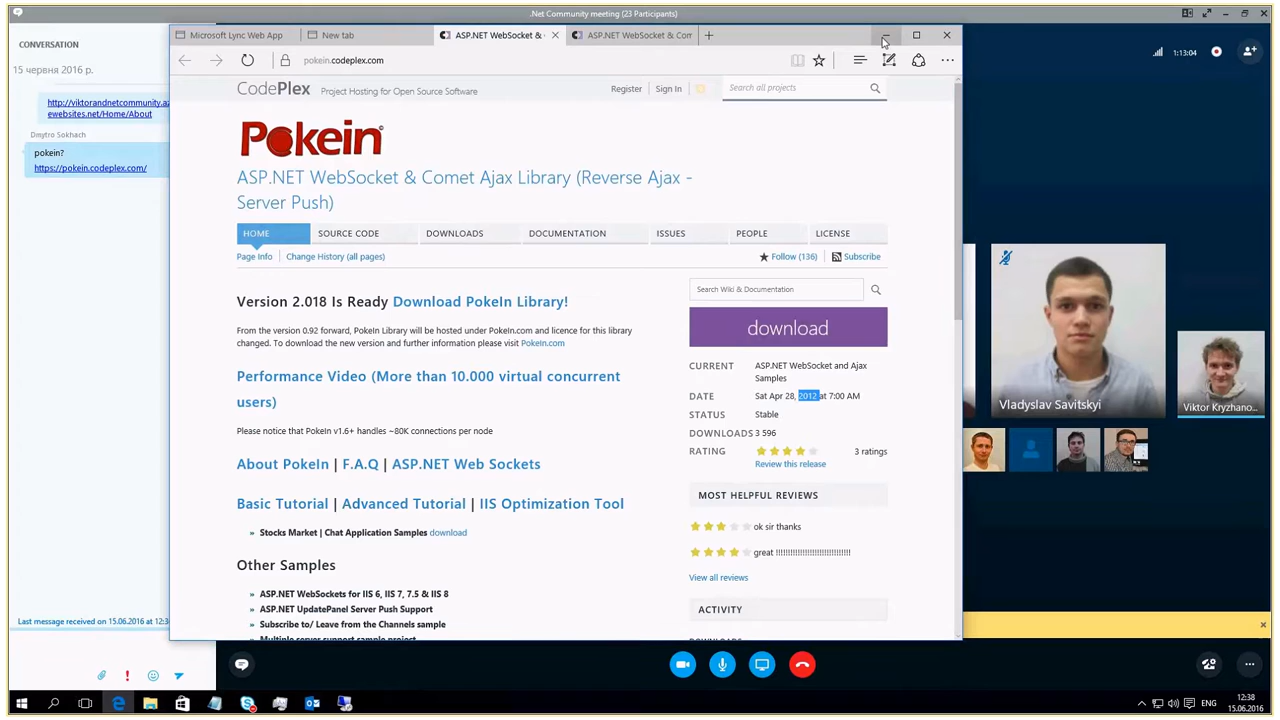 .Net Community meeting (23 Participants)
CONVERSATION
15 червня 2016 р.
http://viktorandnetcommunity.az
ewebsites.net/Home/About
Dmytro Sokhach
pokein?
https://pokein.codeplex.com/
Last message received on 15.06.2016 at 12:3
Microsoft Lync Web App
New tab
ASP.NET WebSocket &
ASP.NET WebSocket & Com
pokein.codeplex.com
CodePlex
Project Hosting for Open Source Software
Register
Sign In
Search all projects
Pokein
ASP.NET WebSocket & Comet Ajax Library (Reverse Ajax -
Server Push)
HOME
SOURCE CODE
DOWNLOADS
DOCUMENTATION
ISSUES
PEOPLE
LICENSE
Page Info
Change History (all pages)
Follow (136)
Subscribe
Version 2.018 Is Ready Download PokeIn Library!
From the version 0.92 forward, PokeIn Library will be hosted under PokeIn.com and licence for this library
changed. To download the new version and further information please visit PokeIn.com
Performance Video (More than 10.000 virtual concurrent
users)
Please notice that PokeIn v1.6+ handles ~80K connections per node
About PokeIn | F.A.Q | ASP.NET Web Sockets
Basic Tutorial | Advanced Tutorial | IIS Optimization Tool
» Stocks Market | Chat Application Samples download
Other Samples
» ASP.NET WebSockets for IIS 6, IIS 7, 7.5 & IIS 8
» ASP.NET UpdatePanel Server Push Support
» Subscribe to/ Leave from the Channels sample
» Multiple server support sample project
Search Wiki & Documentation
download
CURRENT ASP.NET WebSocket and Ajax
Samples
DATE Sat Apr 28, 2012 at 7:00 AM
STATUS Stable
DOWNLOADS 3 596
RATING 3 ratings
Review this release
MOST HELPFUL REVIEWS
ok sir thanks
great !!!!!!!!!!!!!!!!!!!!!!!!!!!!!
View all reviews
ACTIVITY
1:13:04
Vladyslav Savitskyi
Viktor Kryzhano...
ENG
12:38
15.06.2016